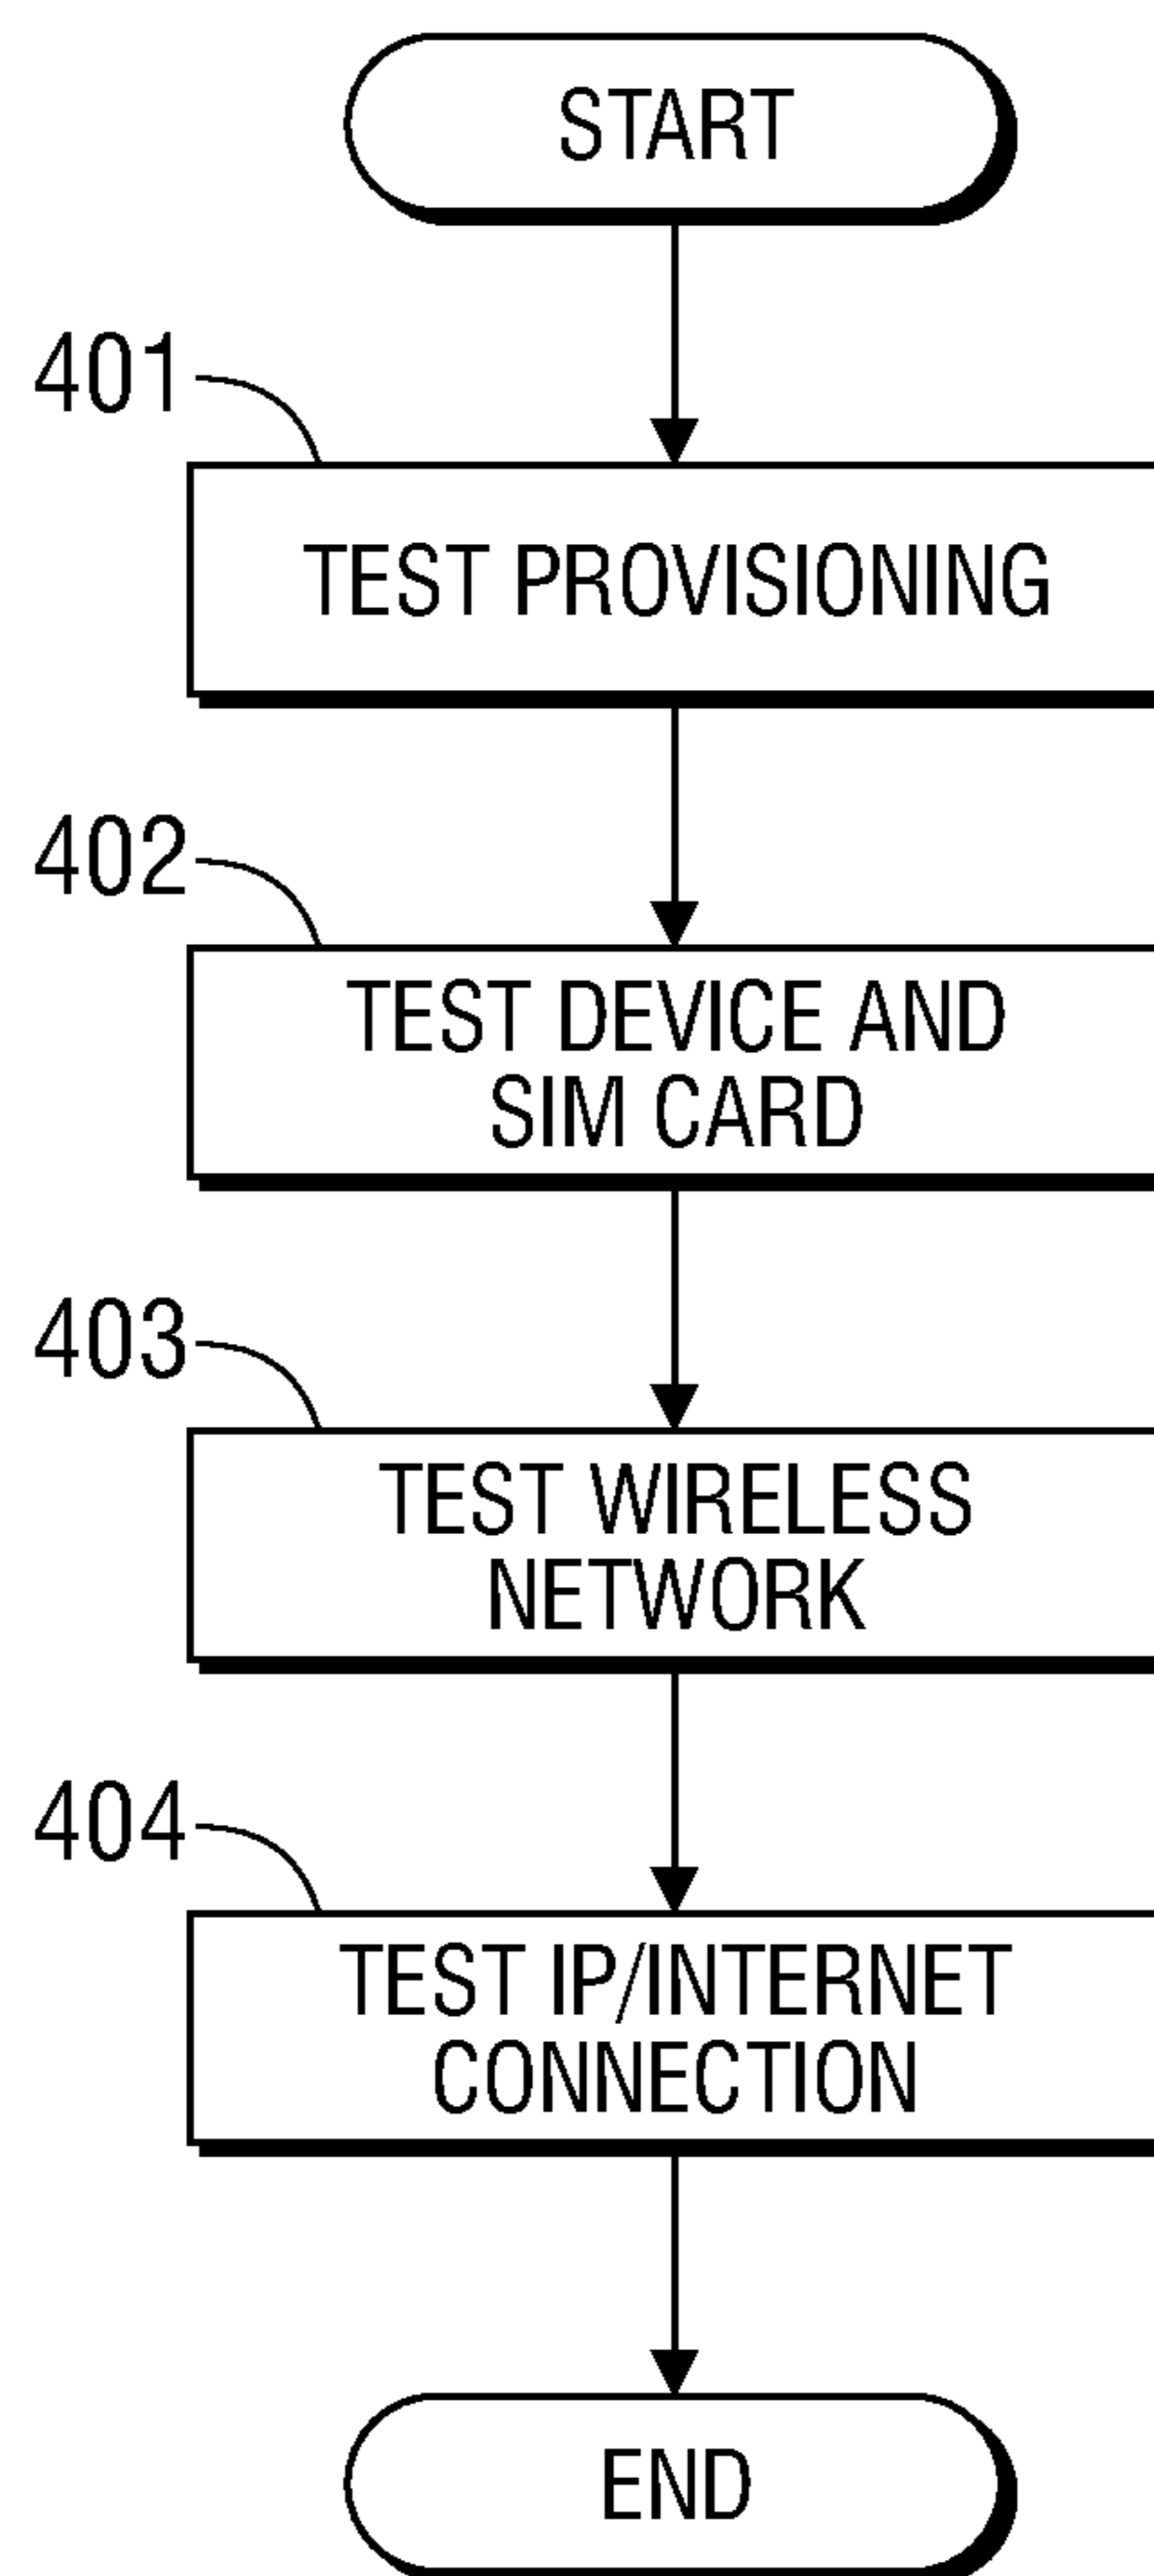 START
401
TEST PROVISIONING
402
TEST DEVICE AND
SIM CARD
403
TEST WIRELESS
NETWORK
404
TEST IP/INTERNET
CONNECTION
END